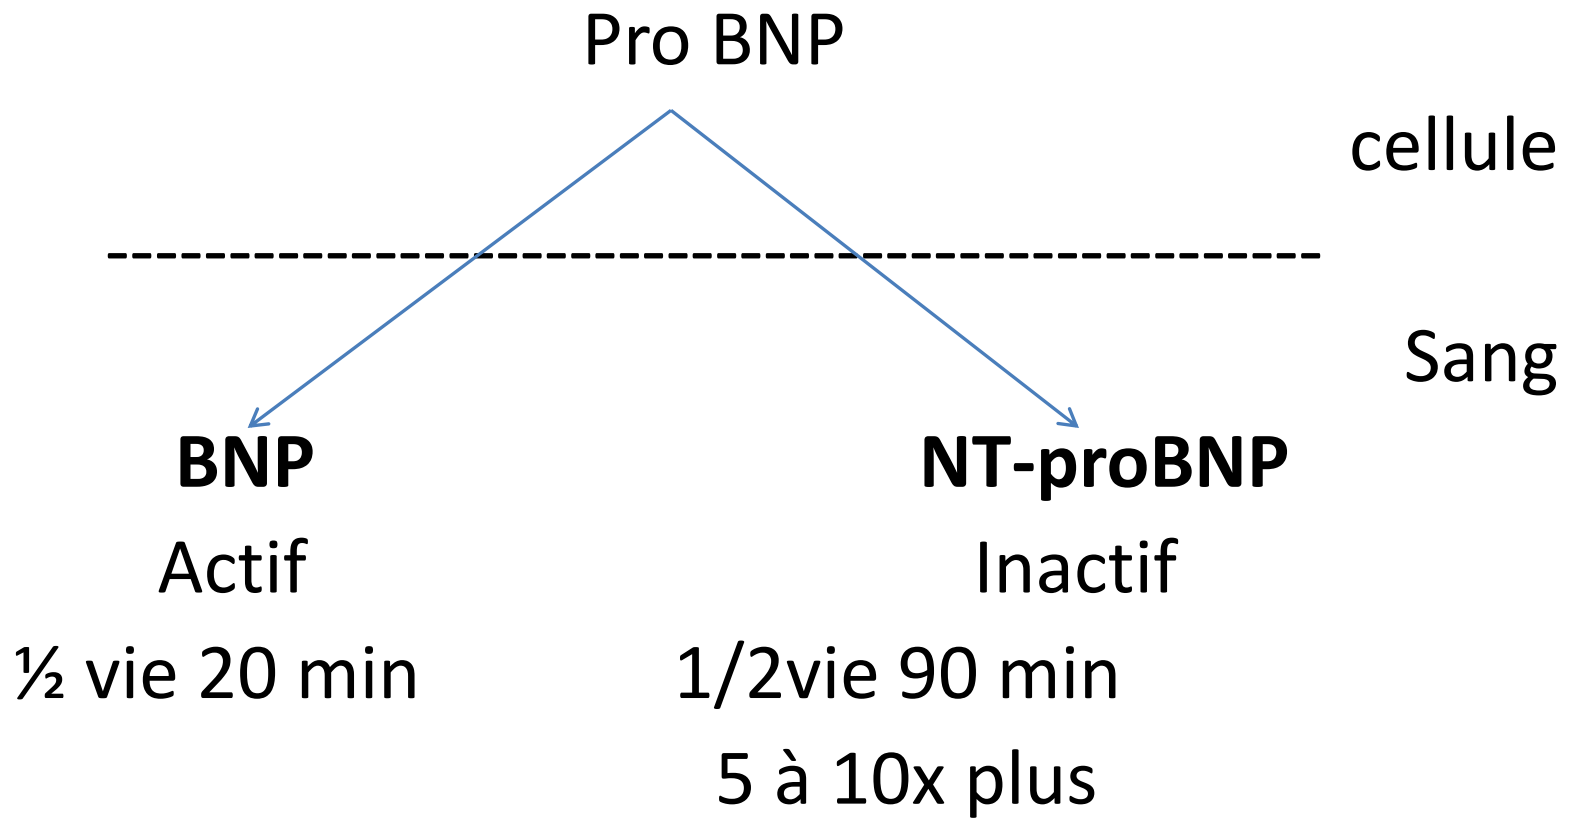 Pro BNP
cellule
Sang
BNP
NT-proBNP
Actif
Inactif
½ vie 20 min
1/2vie 90 min
5 à 10x plus